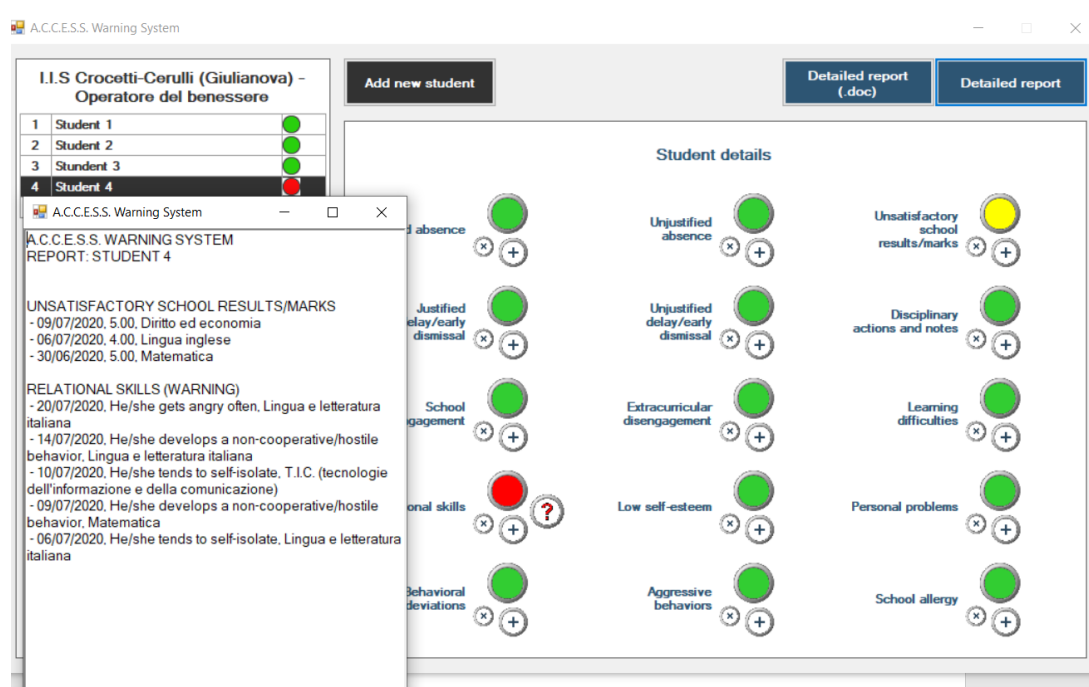 A.C.C.E.S.S. Warning System
I.I.S Crocetti-Cerulli (Giulianova) -
Operatore del benessere
1 Student 1
2 Student 2
3 Stundent 3
4 Student 4
Add new student
Detailed report
(.doc)
Detailed report
Student details
d absence
Unjustified
absence
Unsatisfactory
school
results/marks
Justified
elay/early
dismissal
Unjustified
delay/early
dismissal
Disciplinary
actions and notes
School
gagement
Extracurricular
disengagement
Learning
difficulties
onal skills
?
Low self-esteem
Personal problems
Behavioral
deviations
Aggressive
behaviors
School allergy
A.C.C.E.S.S. Warning System
A.C.C.E.S.S. WARNING SYSTEM
REPORT: STUDENT 4
UNSATISFACTORY SCHOOL RESULTS/MARKS
- 09/07/2020, 5.00, Diritto ed economia
- 06/07/2020, 4.00, Lingua inglese
- 30/06/2020, 5.00, Matematica
RELATIONAL SKILLS (WARNING)
- 20/07/2020, He/she gets angry often, Lingua e letteratura
italiana
- 14/07/2020, He/she develops a non-cooperative/hostile
behavior, Lingua e letteratura italiana
- 10/07/2020, He/she tends to self-isolate, T.I.C. (tecnologie
dell'informazione e della comunicazione)
- 09/07/2020, He/she develops a non-cooperative/hostile
behavior, Matematica
- 06/07/2020, He/she tends to self-isolate, Lingua e letteratura
italiana